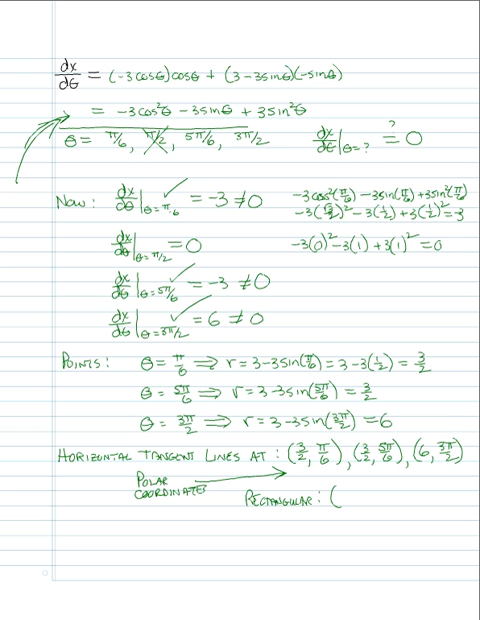 dx/dθ = (-3cosθ)cosθ + (3-3sinθ)(-sinθ)
= -3cos²θ - 3sinθ + 3sin²θ
θ = π/6, π/2, 5π/6, 3π/2   dx/dθ|θ=? ?= 0
Now: dx/dθ|θ=π/6 ✓ = -3 ≠ 0   -3cos²(π/6) - 3sin(π/6) + 3sin²(π/6)
-3(√3/2)² - 3(1/2) + 3(1/2)² = -3
dx/dθ|θ=π/2 = 0   -3(0)² - 3(1) + 3(1)² = 0
dx/dθ|θ=5π/6 ✓ = -3 ≠ 0
dx/dθ|θ=3π/2 ✓ = 6 ≠ 0
Points: θ = π/6 ⟹ r = 3-3sin(π/6) = 3-3(1/2) = 3/2
θ = 5π/6 ⟹ r = 3-3sin(5π/6) = 3/2
θ = 3π/2 ⟹ r = 3-3sin(3π/2) = 6
HORIZONTAL TANGENT LINES AT: (3/2, π/6), (3/2, 5π/6), (6, 3π/2)
POLAR
COORDINATES
RECTANGULAR: (